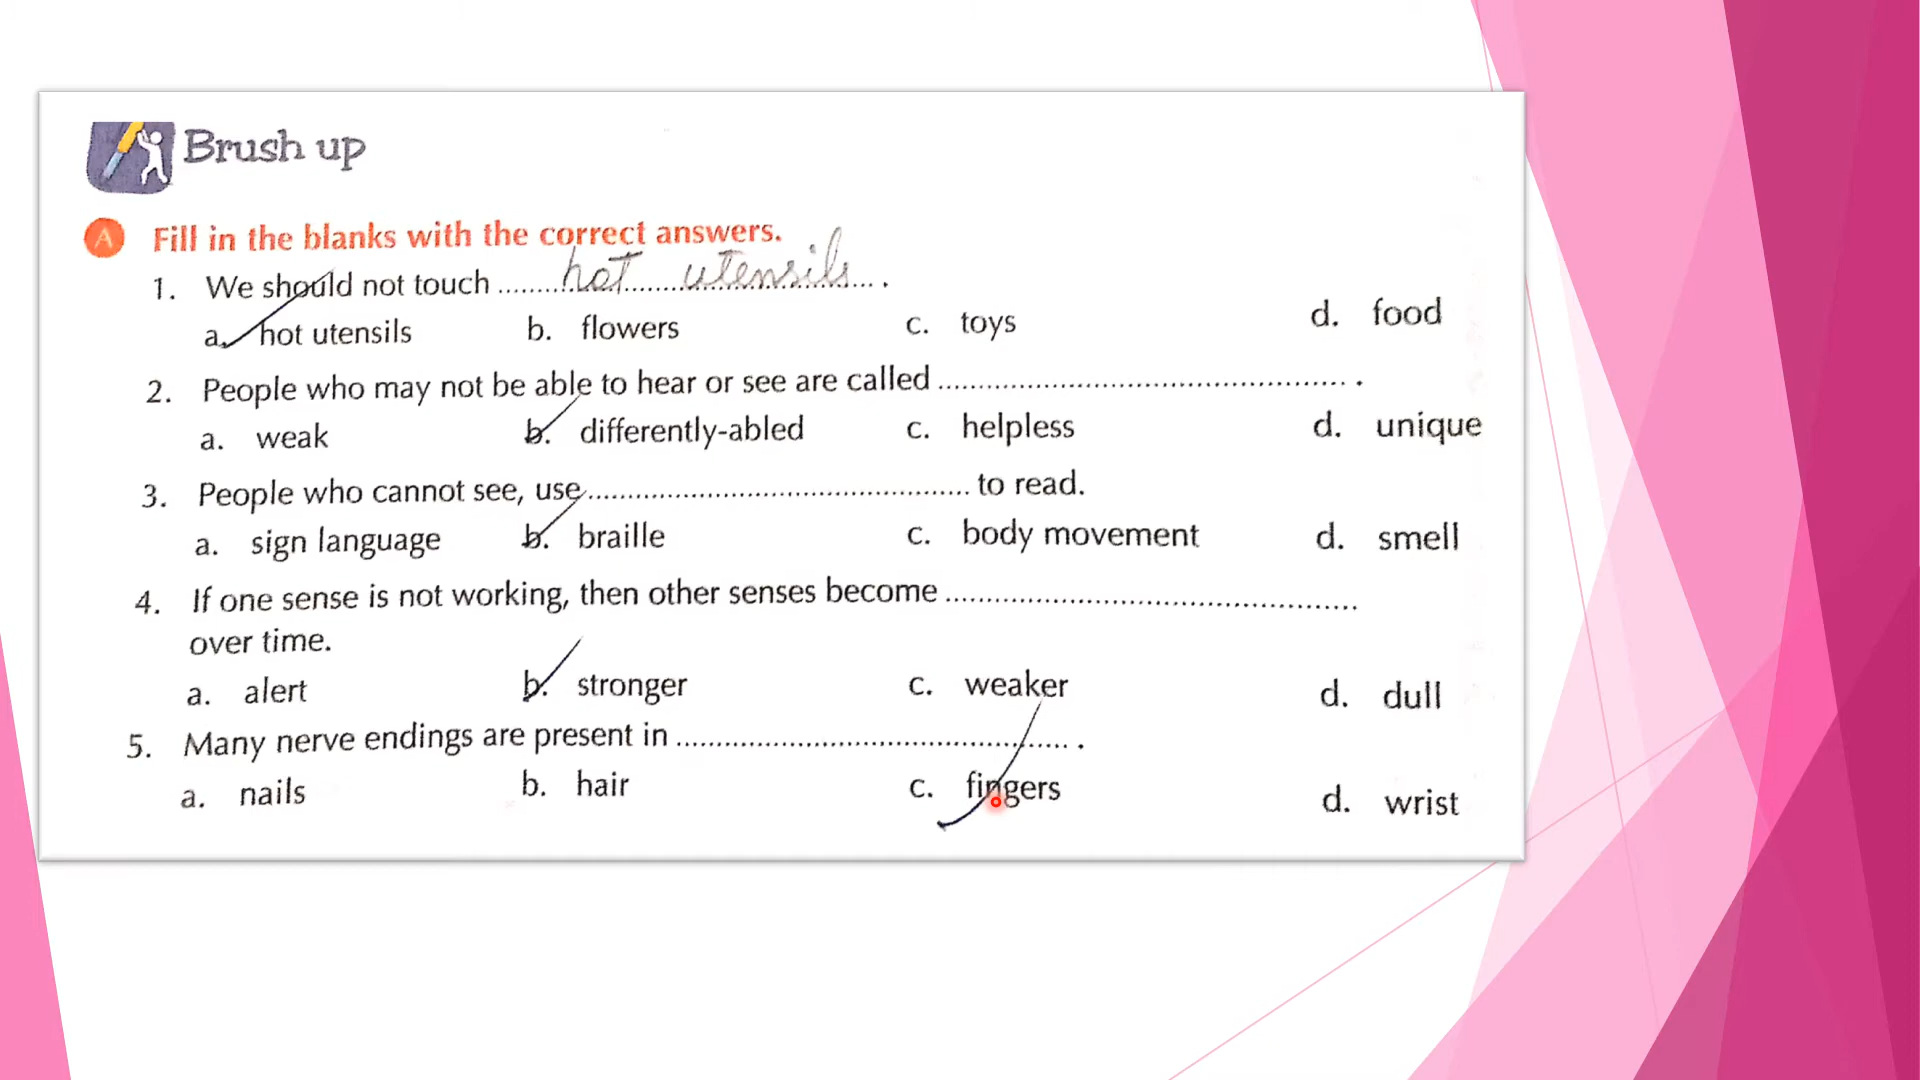 Brush up
A Fill in the blanks with the correct answers.
1. We should not touch ........hot......utensils.... .
a. hot utensils b. flowers c. toys d. food
2. People who may not be able to hear or see are called .................................................. .
a. weak b. differently-abled c. helpless d. unique
3. People who cannot see, use ................................................ to read.
a. sign language b. braille c. body movement d. smell
4. If one sense is not working, then other senses become ....................................................
over time.
a. alert b. stronger c. weaker d. dull
5. Many nerve endings are present in ................................................. .
a. nails b. hair c. fingers d. wrist